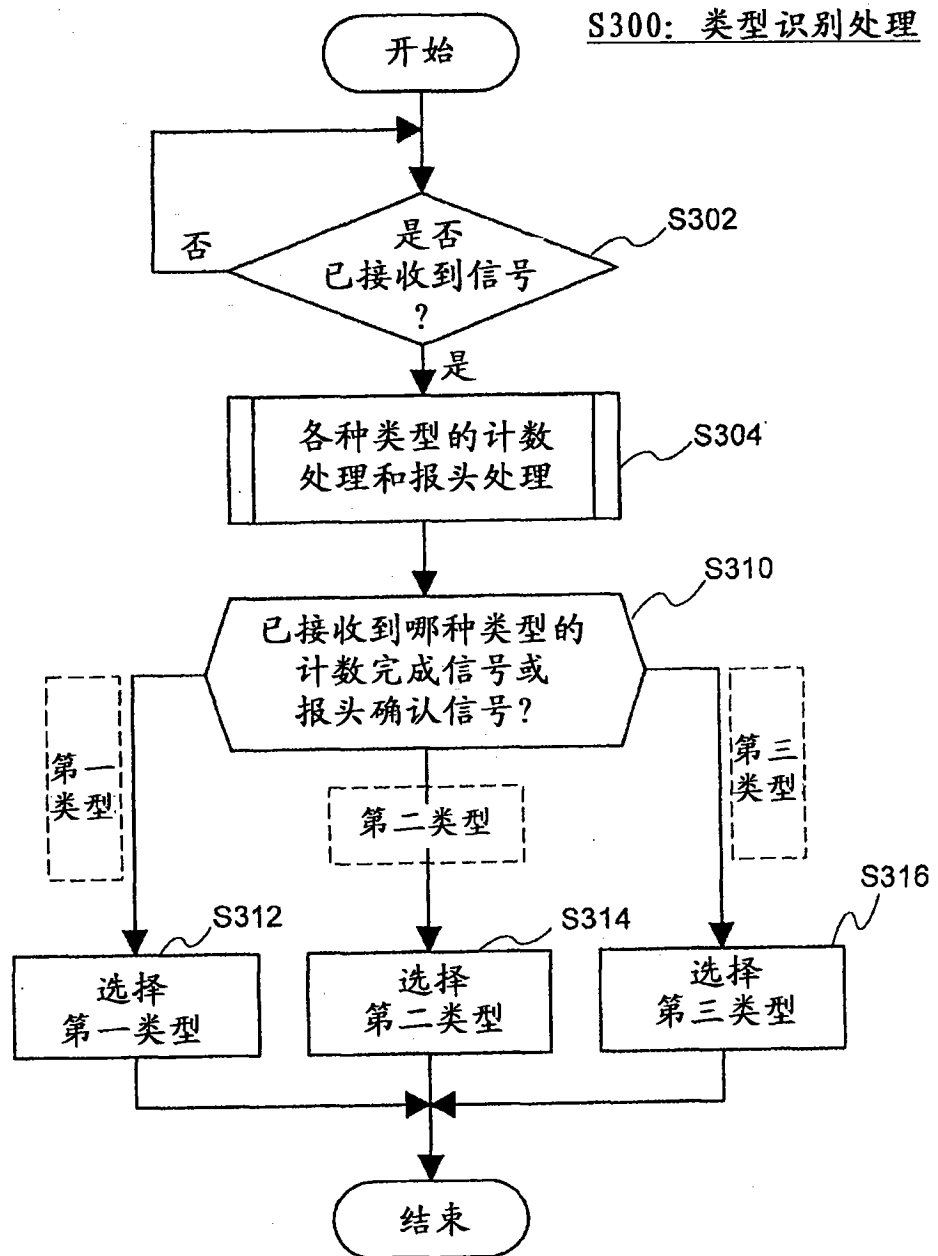 S300: 类型识别处理
开始
S302
是否
已接收到信号
?
否
是
S304
各种类型的计数
处理和报头处理
S310
已接收到哪种类型的
计数完成信号或
报头确认信号?
第一
类型
第二类型
第三
类型
S312
选择
第一类型
S314
选择
第二类型
S316
选择
第三类型
结束